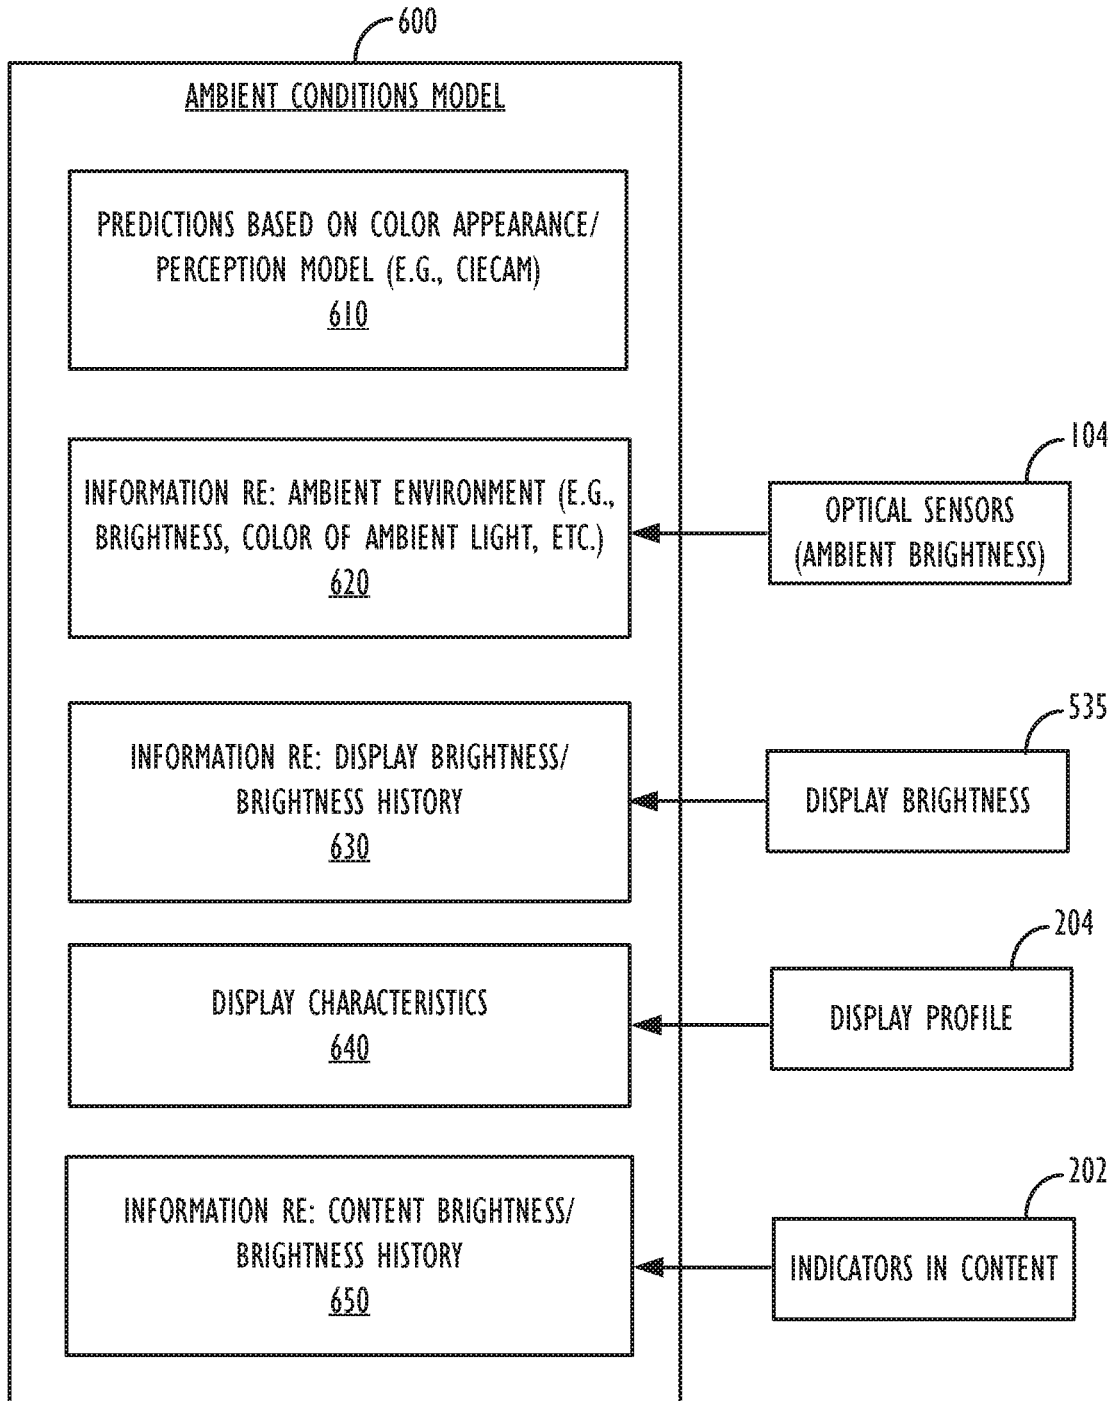 600
AMBIENT CONDITIONS MODEL
PREDICTIONS BASED ON COLOR APPEARANCE/
PERCEPTION MODEL (E.G., CIECAM)
610
104
INFORMATION RE: AMBIENT ENVIRONMENT (E.G.,
BRIGHTNESS, COLOR OF AMBIENT LIGHT, ETC.)
620
OPTICAL SENSORS
(AMBIENT BRIGHTNESS)
535
INFORMATION RE: DISPLAY BRIGHTNESS/
BRIGHTNESS HISTORY
630
DISPLAY BRIGHTNESS
204
DISPLAY CHARACTERISTICS
640
DISPLAY PROFILE
202
INFORMATION RE: CONTENT BRIGHTNESS/
BRIGHTNESS HISTORY
650
INDICATORS IN CONTENT